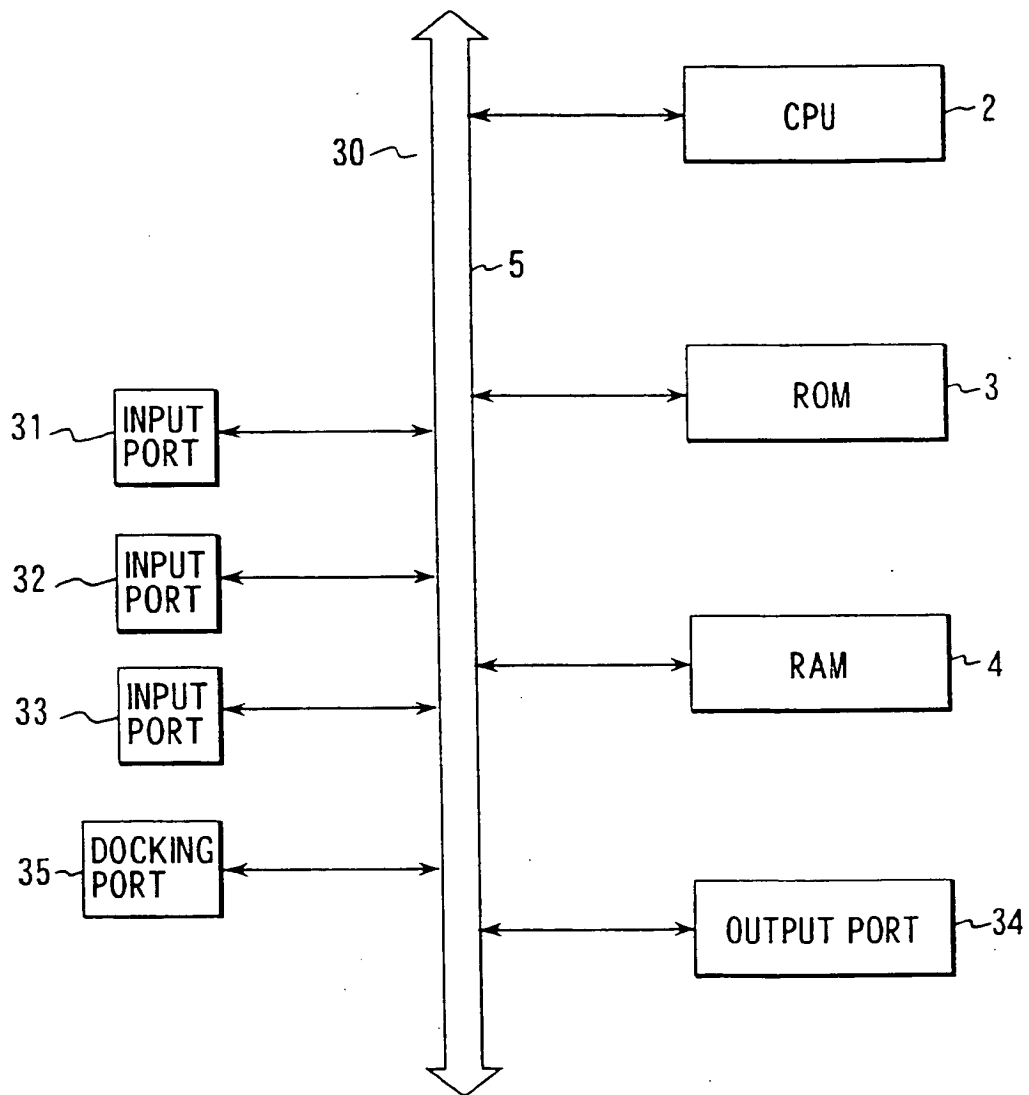 CPU
2
30
5
ROM
3
31
INPUT
PORT
32
INPUT
PORT
RAM
4
33
INPUT
PORT
35
DOCKING
PORT
OUTPUT PORT
34